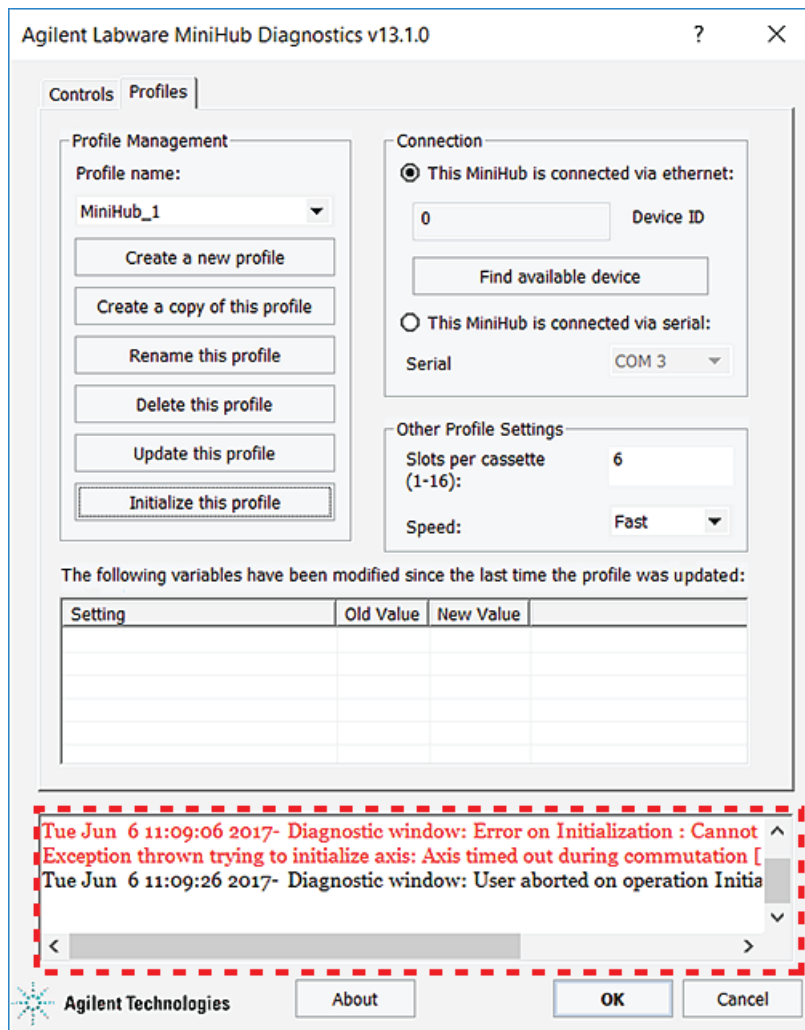 Agilent Labware MiniHub Diagnostics v13.1.0 ?
Controls Profiles
Profile Management
Profile name:
MiniHub_1
Create a new profile
Create a copy of this profile
Rename this profile
Delete this profile
Update this profile
Initialize this profile
Connection
This MiniHub is connected via ethernet:
0 Device ID
Find available device
This MiniHub is connected via serial:
Serial COM 3
Other Profile Settings
Slots per cassette 6
(1-16):
Speed: Fast
The following variables have been modified since the last time the profile was updated:
Setting Old Value New Value
Tue Jun 6 11:09:06 2017- Diagnostic window: Error on Initialization : Cannot
Exception thrown trying to initialize axis: Axis timed out during commutation [
Tue Jun 6 11:09:26 2017- Diagnostic window: User aborted on operation Initia
Agilent Technologies About OK Cancel